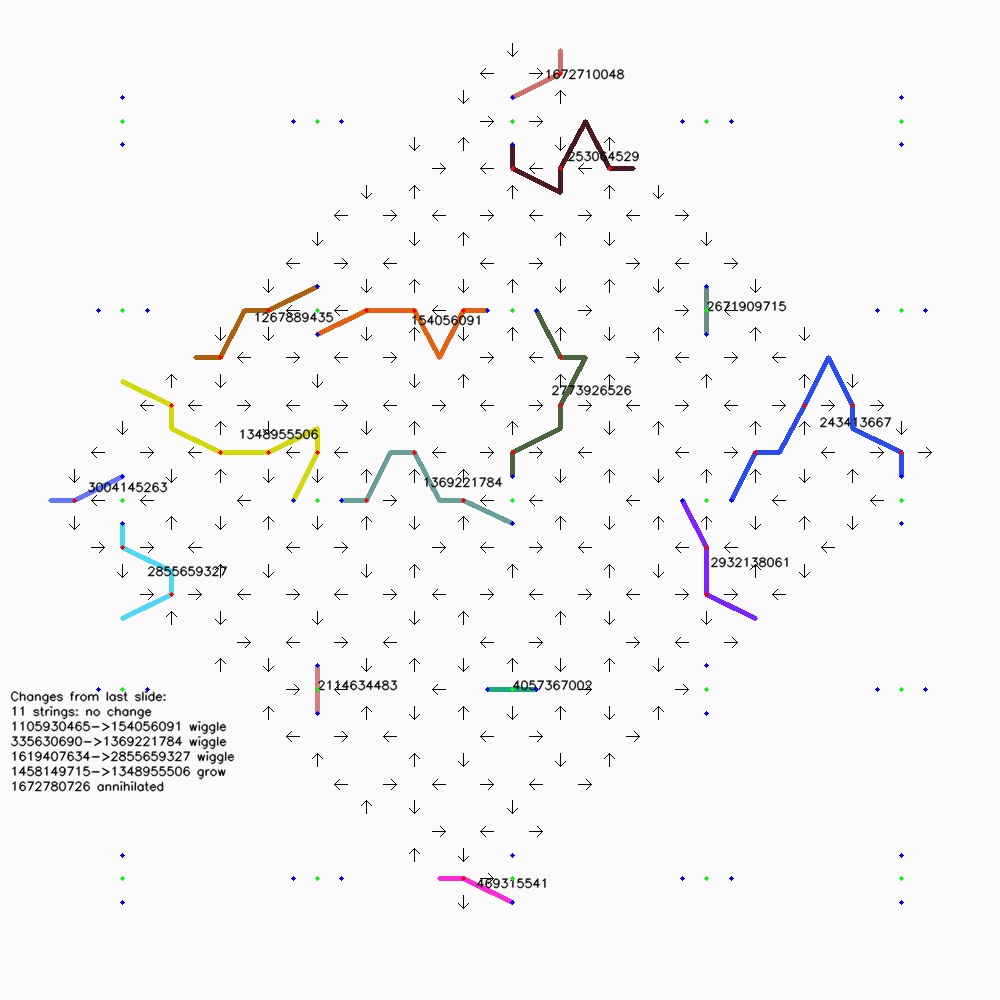 1672710048
253064529
2671909715
1267889435
154056091
2773926526
243413667
1348955506
1369221784
3004145263
2932138061
2855659327
2114634483
4057367002
Changes from last slide:
11 strings: no change
1105930465->154056091 wiggle
335630690->1369221784 wiggle
1619407634->2855659327 wiggle
1458149715->1348955506 grow
1672780726 annihilated
469315541